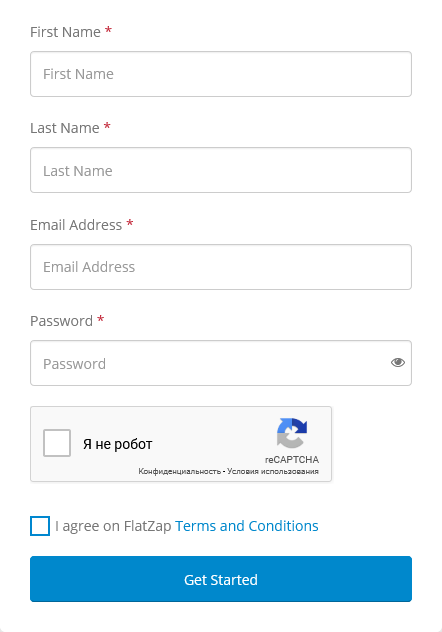 First Name *
First Name
Last Name *
Last Name
Email Address *
Email Address
Password *
Password
Я не робот
reCAPTCHA
Конфиденциальность - Условия использования
I agree on FlatZap Terms and Conditions
Get Started